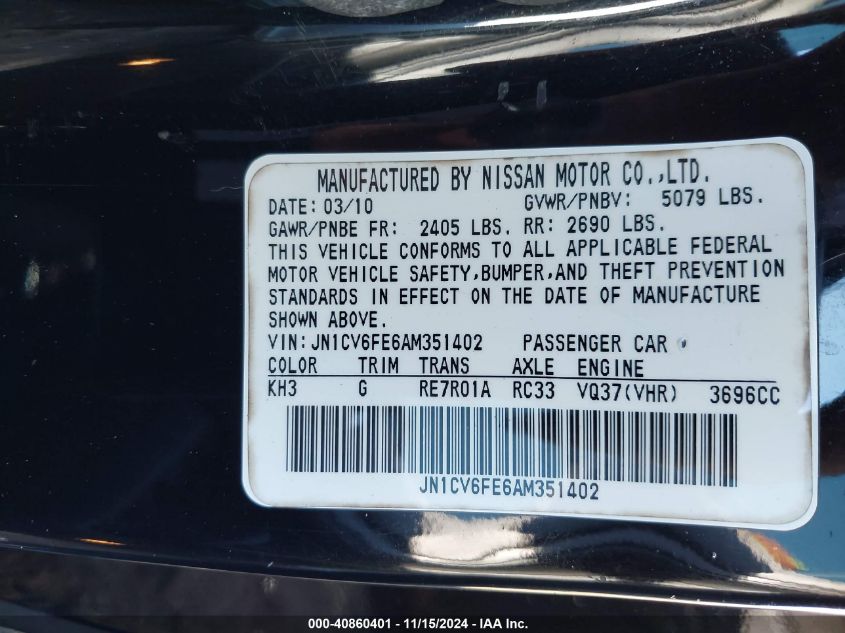 MANUFACTURED BY NISSAN MOTOR CO.,LTD.
DATE: 03/10 GVWR/PNBV: 5079 LBS.
GAWR/PNBE FR: 2405 LBS. RR: 2690 LBS.
THIS VEHICLE CONFORMS TO ALL APPLICABLE FEDERAL
MOTOR VEHICLE SAFETY,BUMPER,AND THEFT PREVENTION
STANDARDS IN EFFECT ON THE DATE OF MANUFACTURE
SHOWN ABOVE.
VIN:JN1CV6FE6AM351402 PASSENGER CAR
COLOR TRIM TRANS AXLE ENGINE
KH3 G RE7R01A RC33 VQ37(VHR) 3696CC
JN1CV6FE6AM351402
000-40860401 - 11/15/2024 - IAA Inc.